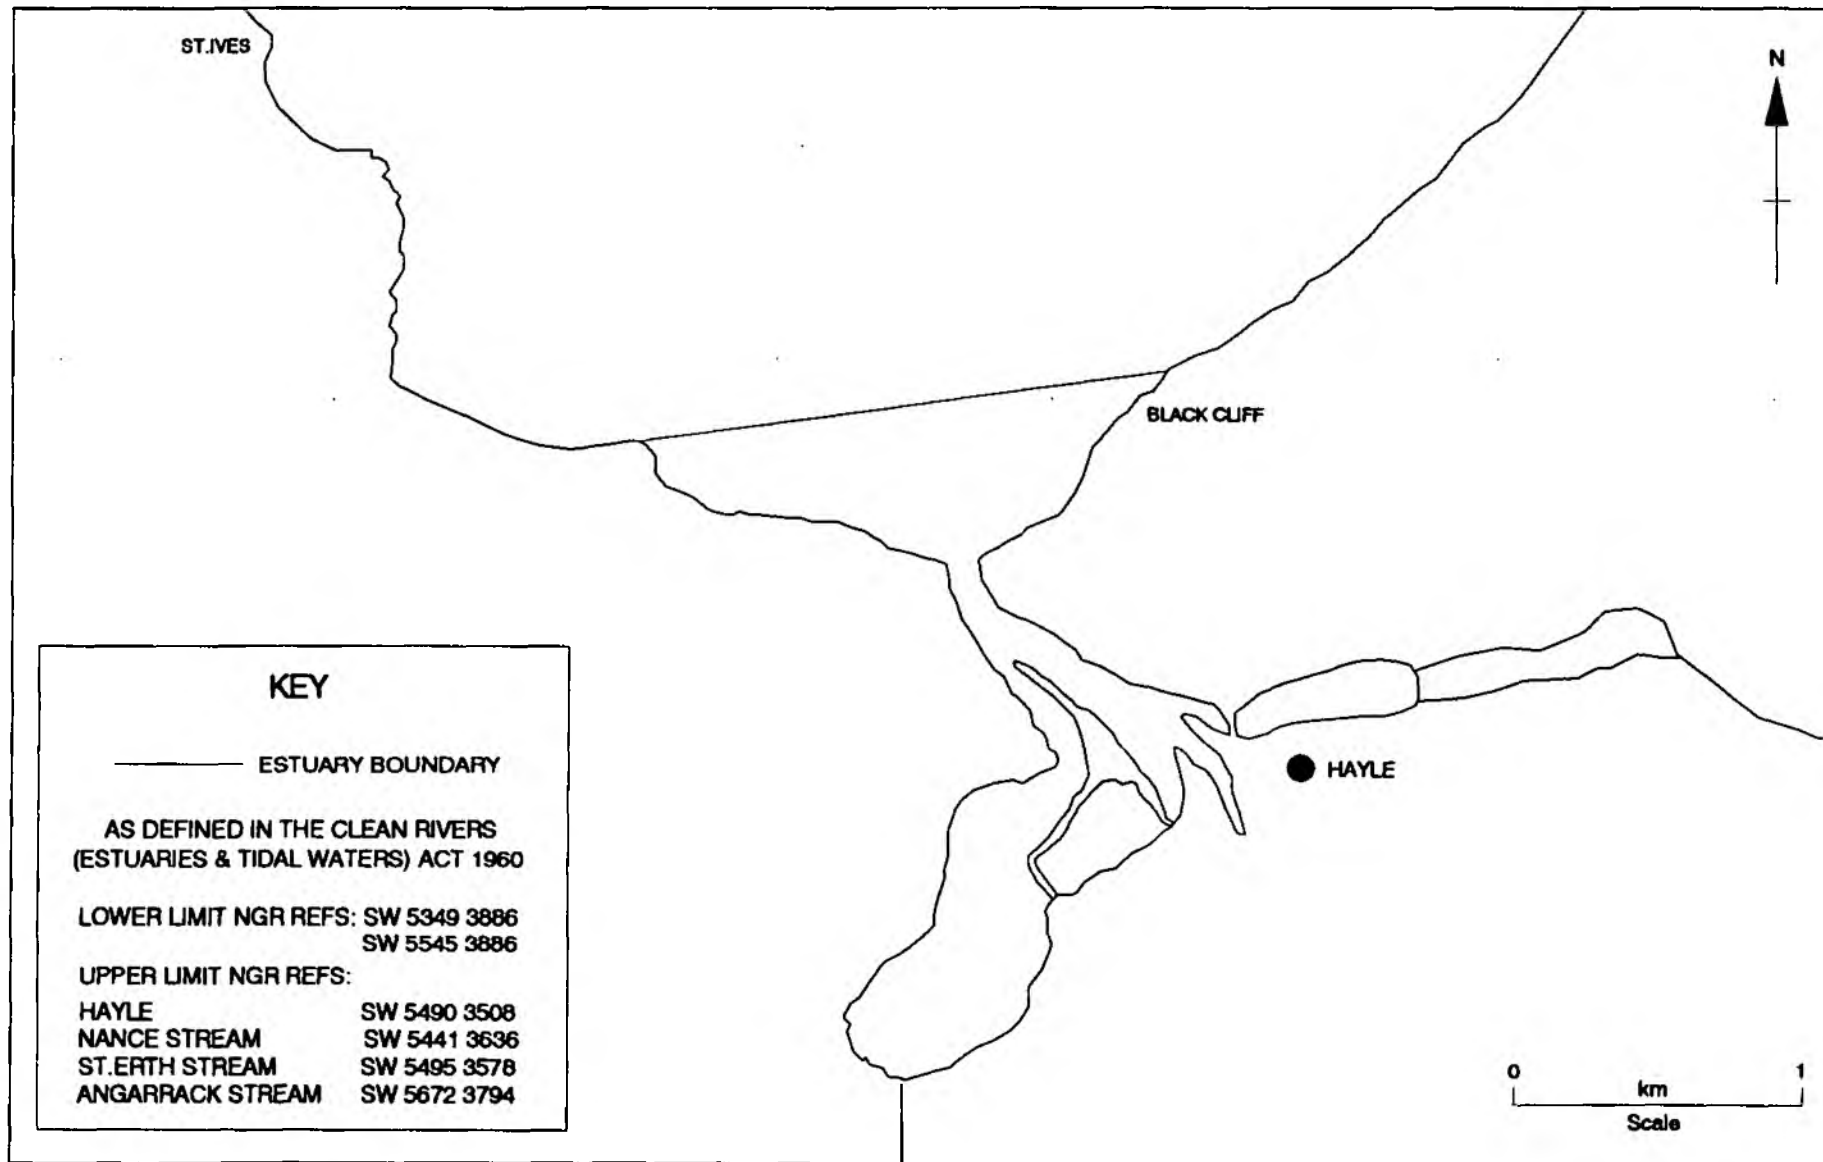 ST.IVES
N
BLACK CLIFF
HAYLE
KEY
ESTUARY BOUNDARY
AS DEFINED IN THE CLEAN RIVERS
(ESTUARIES & TIDAL WATERS) ACT 1960
LOWER LIMIT NGR REFS: SW 5349 3886
SW 5545 3886
UPPER LIMIT NGR REFS:
HAYLE SW 5490 3508
NANCE STREAM SW 5441 3636
ST.ERTH STREAM SW 5495 3578
ANGARRACK STREAM SW 5672 3794
0 1
km
Scale